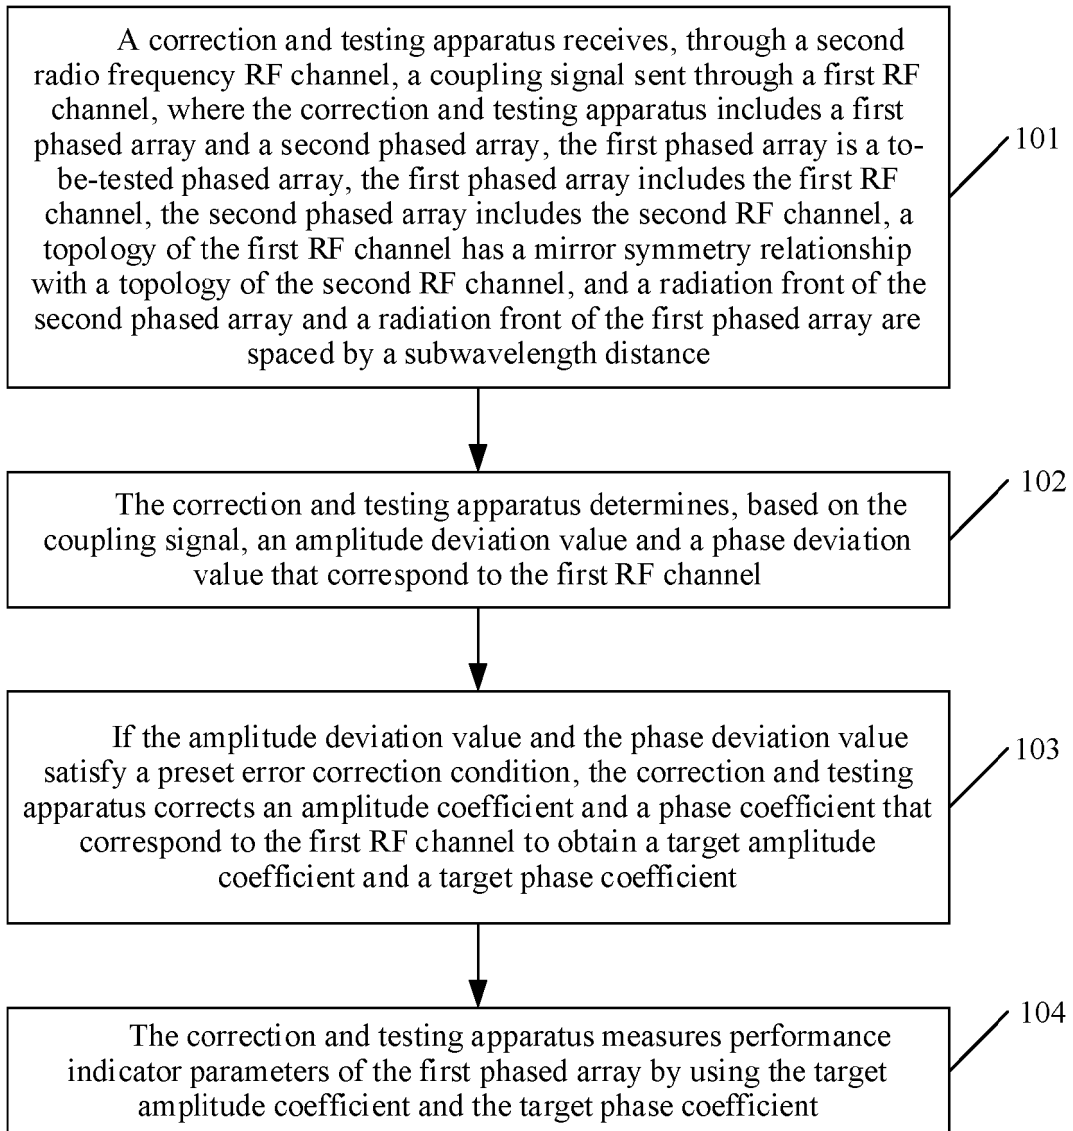 A correction and testing apparatus receives, through a second
radio frequency RF channel, a coupling signal sent through a first RF
channel, where the correction and testing apparatus includes a first
phased array and a second phased array, the first phased array is a to-
be-tested phased array, the first phased array includes the first RF
channel, the second phased array includes the second RF channel, a
topology of the first RF channel has a mirror symmetry relationship
with a topology of the second RF channel, and a radiation front of the
second phased array and a radiation front of the first phased array are
spaced by a subwavelength distance
101
The correction and testing apparatus determines, based on the
coupling signal, an amplitude deviation value and a phase deviation
value that correspond to the first RF channel
102
If the amplitude deviation value and the phase deviation value
satisfy a preset error correction condition, the correction and testing
apparatus corrects an amplitude coefficient and a phase coefficient that
correspond to the first RF channel to obtain a target amplitude
coefficient and a target phase coefficient
103
The correction and testing apparatus measures performance
indicator parameters of the first phased array by using the target
amplitude coefficient and the target phase coefficient
104